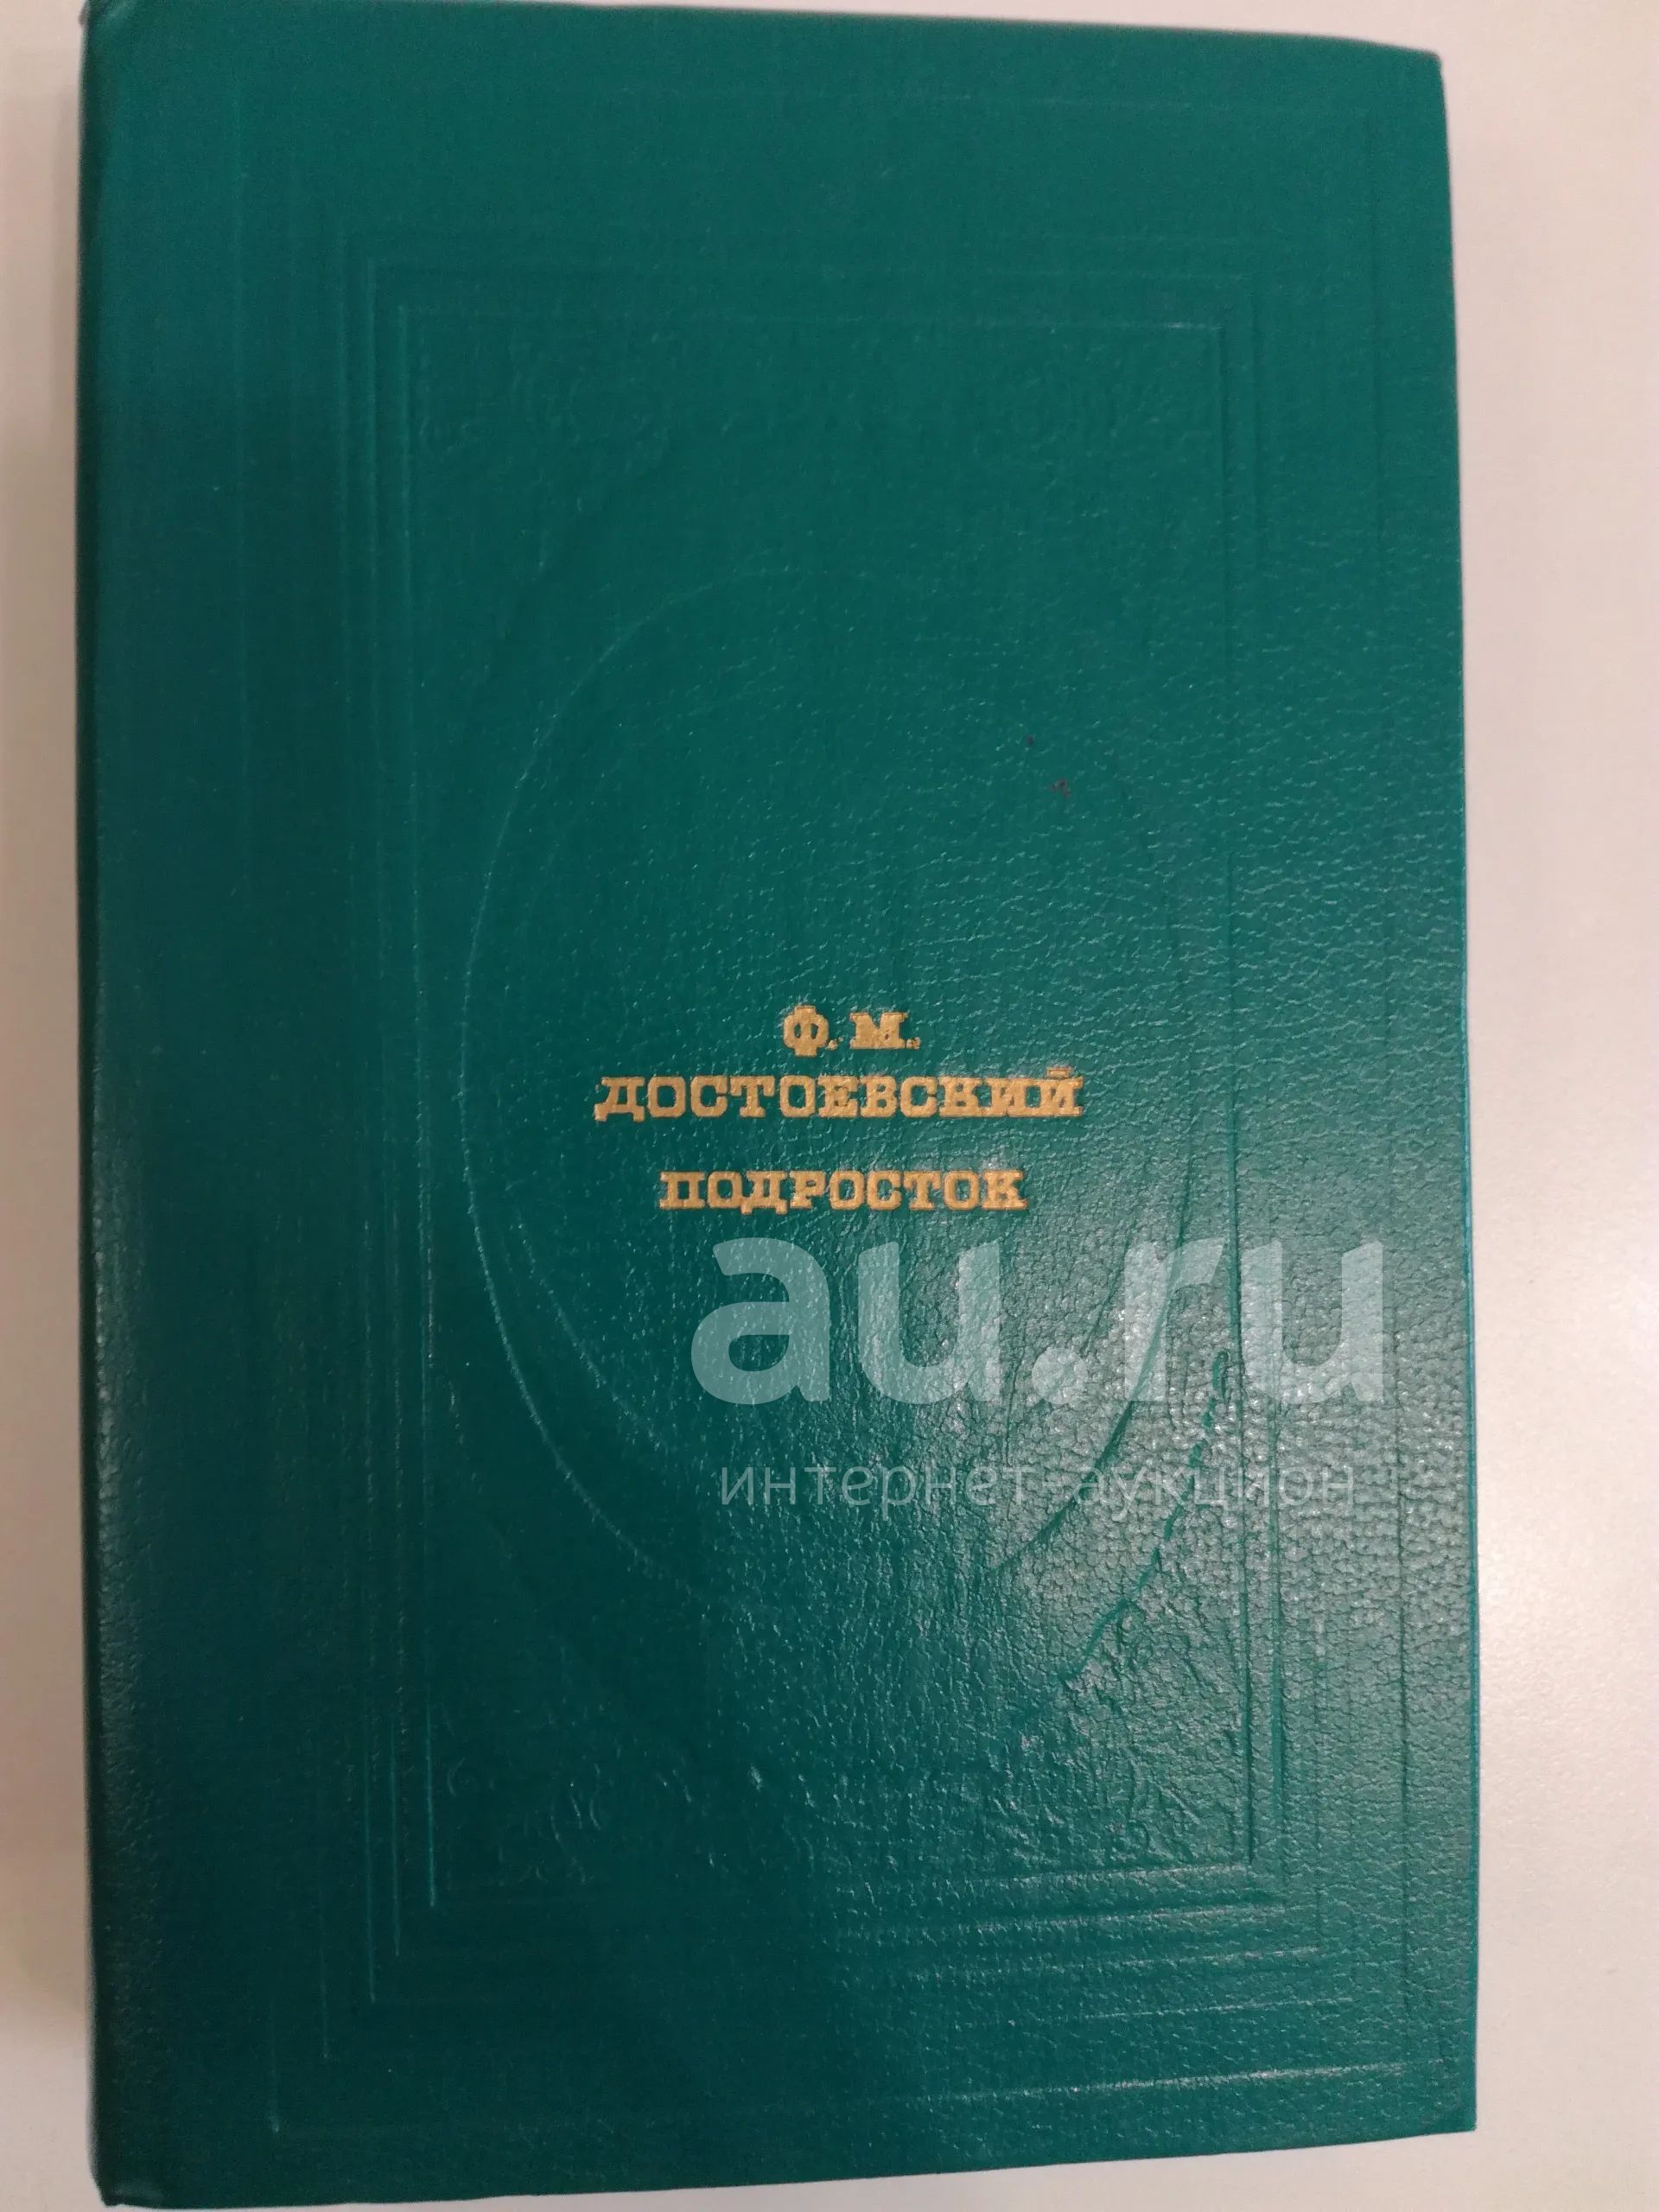 Ф. М.
ДОСТОЕВСКИЙ
ПОДРОСТОК
au.ru
интернет-аукцион